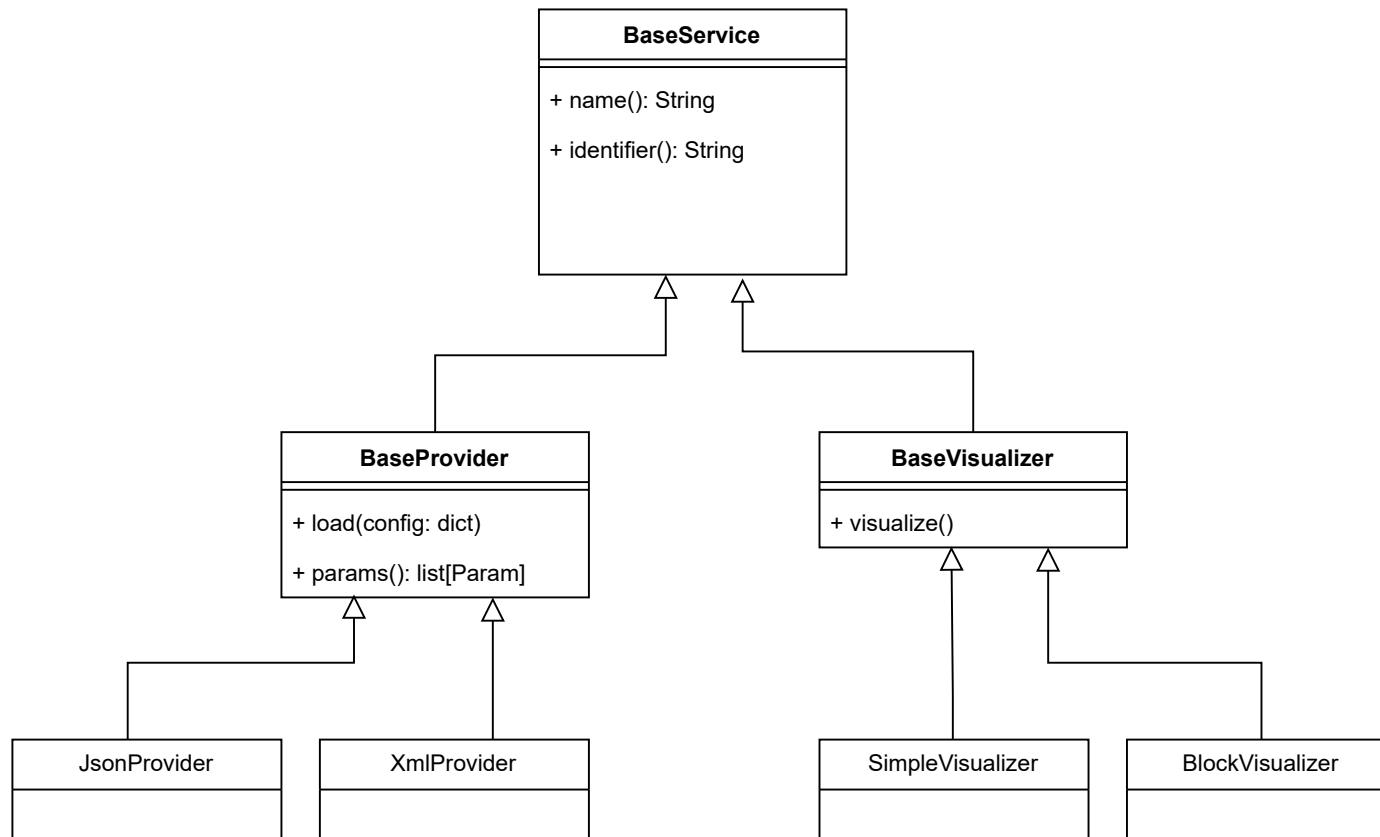 BaseService
+ name(): String
+ identifier(): String
BaseProvider
+ load(config: dict)
+ params(): list[Param]
BaseVisualizer
+ visualize()
JsonProvider
XmlProvider
SimpleVisualizer
BlockVisualizer